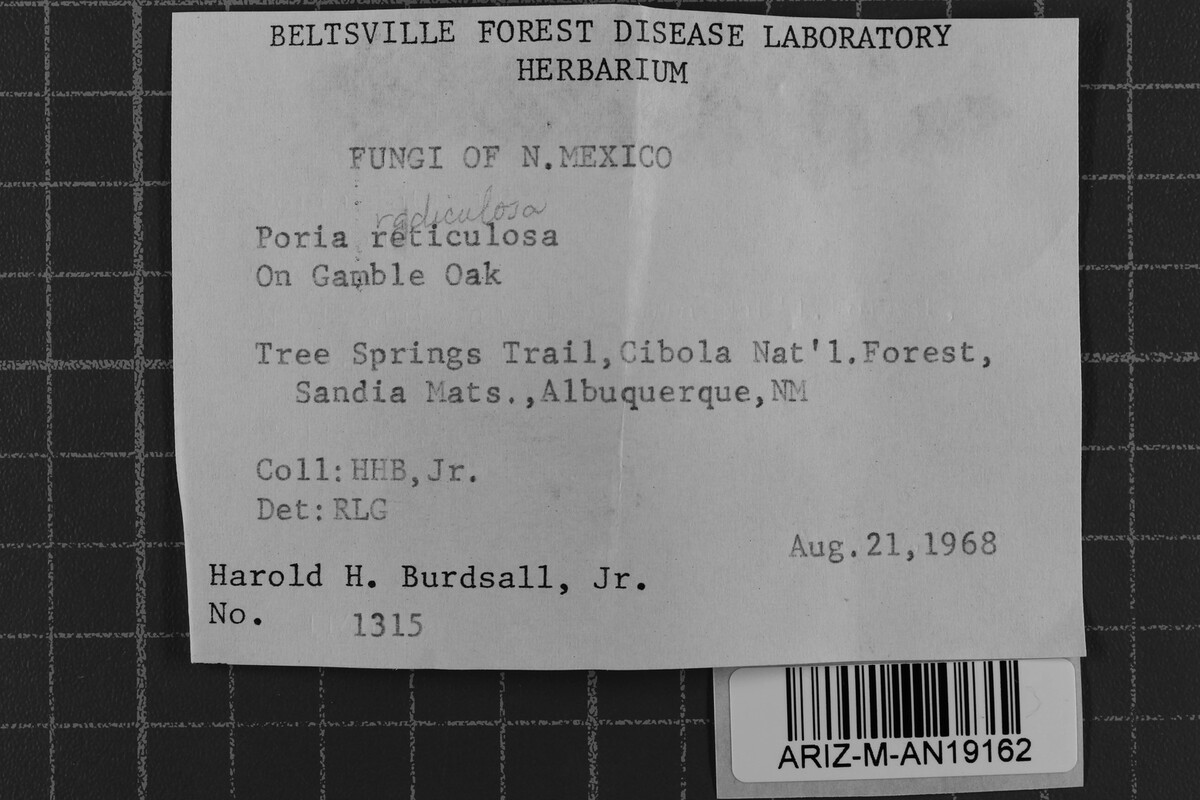 BELTSVILLE FOREST DISEASE LABORATORY
HERBARIUM
FUNGI OF N.MEXICO
radiculosa
Poria reticulosa
On Gamble Oak
Tree Springs Trail,Cibola Nat'l.Forest,
Sandia Mats.,Albuquerque,NM
Coll:HHB,Jr.
Det:RLG
Aug.21,1968
Harold H. Burdsall, Jr.
No. 1315
ARIZ-M-AN19162